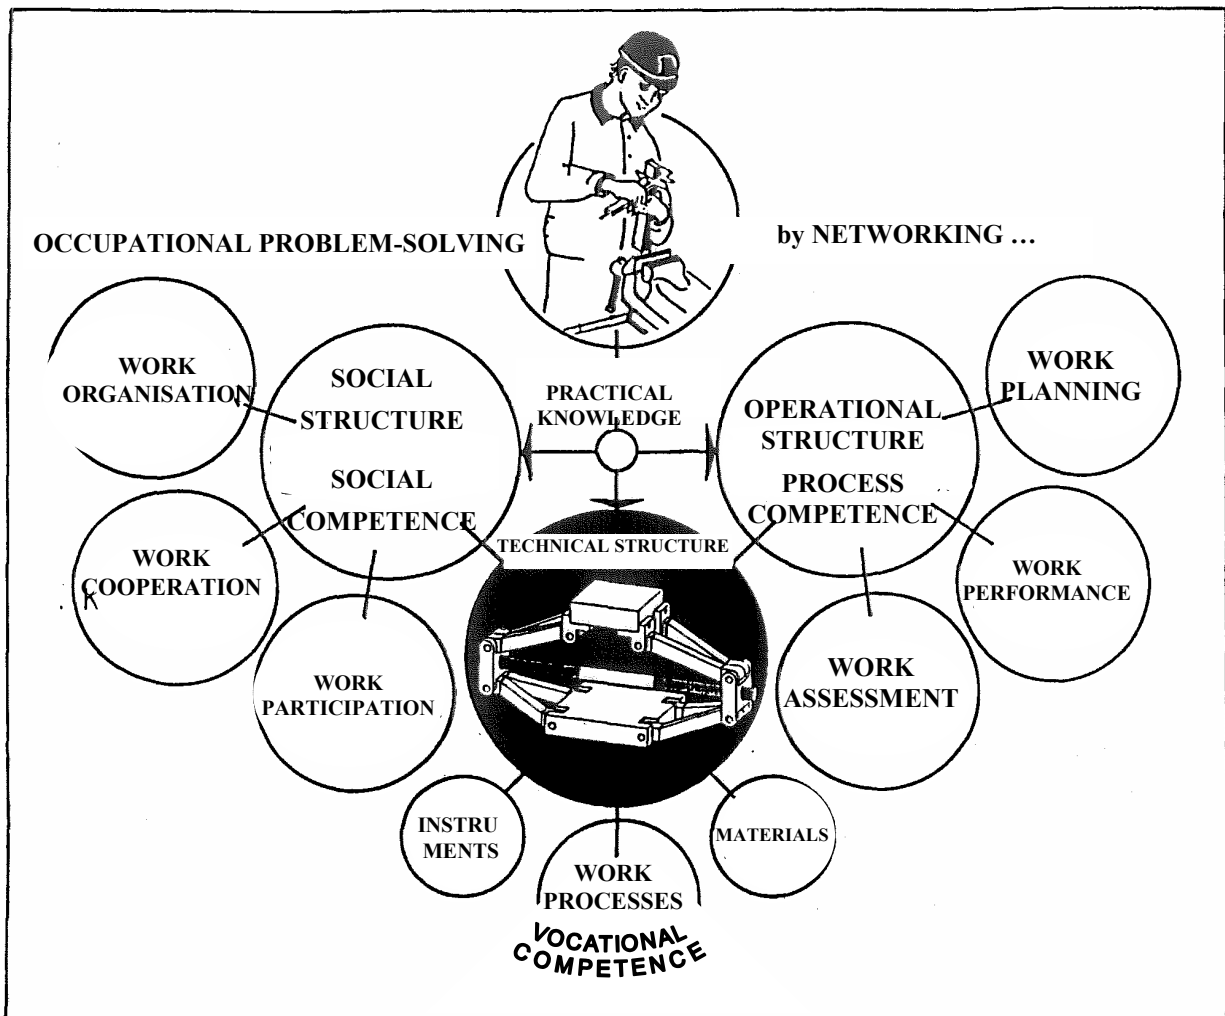 OCCUPATIONAL PROBLEM-SOLVING
by NETWORKING …
WORK
ORGANISATION
SOCIAL
STRUCTURE
SOCIAL
COMPETENCE
PRACTICAL
KNOWLEDGE
OPERATIONAL
STRUCTURE
PROCESS
COMPETENCE
WORK
PLANNING
WORK
COOPERATION
TECHNICAL STRUCTURE
WORK
PERFORMANCE
WORK
PARTICIPATION
WORK
ASSESSMENT
INSTRU
MENTS
WORK
PROCESSES
MATERIALS
VOCATIONAL
COMPETENCE